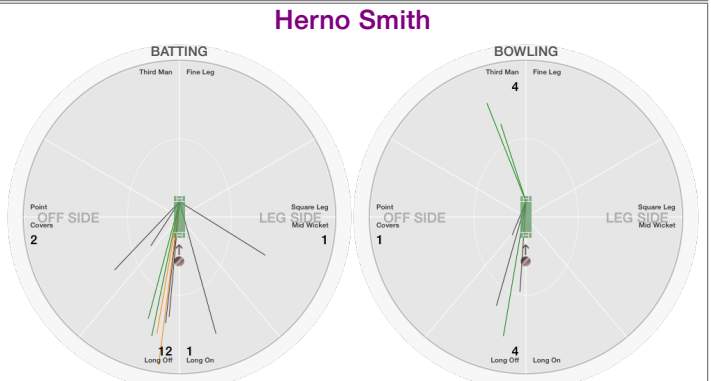 Herno Smith
BATTING
BOWLING
Third Man Fine Leg
Third Man Fine Leg
4
Point
Square Leg
OFF SIDE
LEG SIDE
Covers
Mid Wicket
2
1
Point
Square Leg
OFF SIDE
LEG SIDE
Covers
Mid Wicket
1
12 1
Long Off Long On
4
Long Off Long On